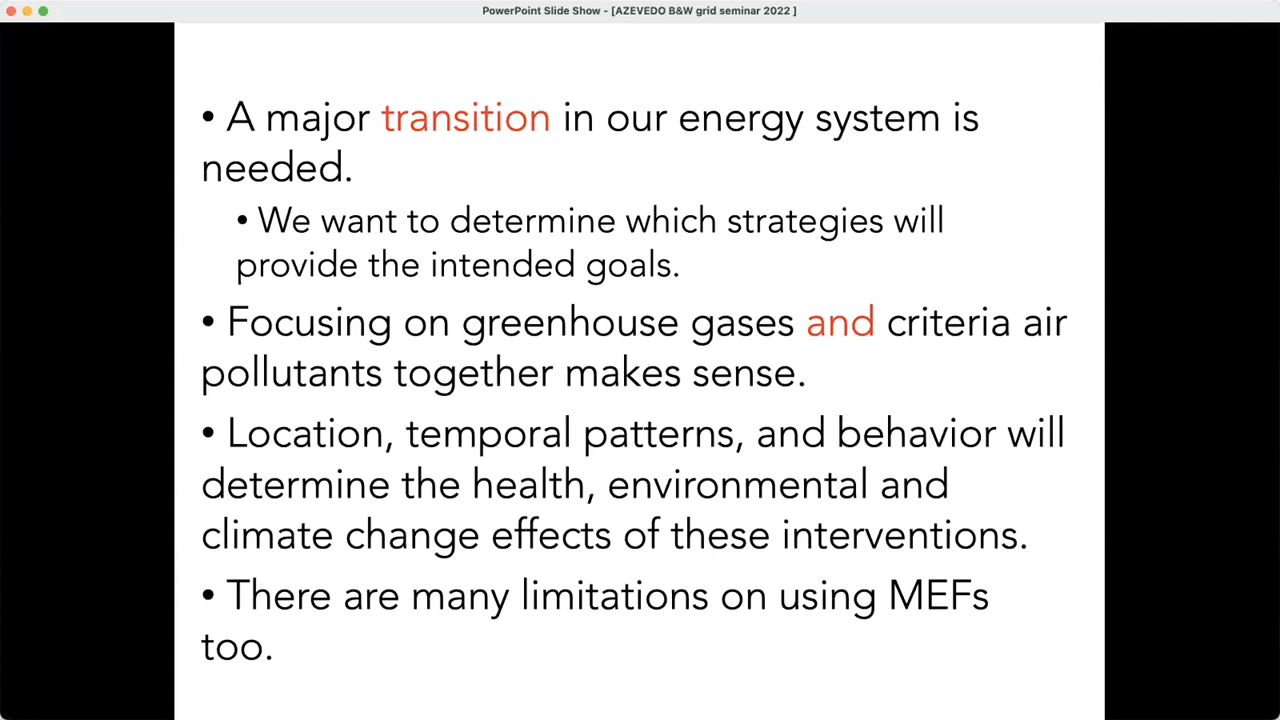 PowerPoint Slide Show - [AZEVEDO B&W grid seminar 2022 ]
• A major transition in our energy system is
needed.
• We want to determine which strategies will
provide the intended goals.
• Focusing on greenhouse gases and criteria air
pollutants together makes sense.
• Location, temporal patterns, and behavior will
determine the health, environmental and
climate change effects of these interventions.
• There are many limitations on using MEFs
too.